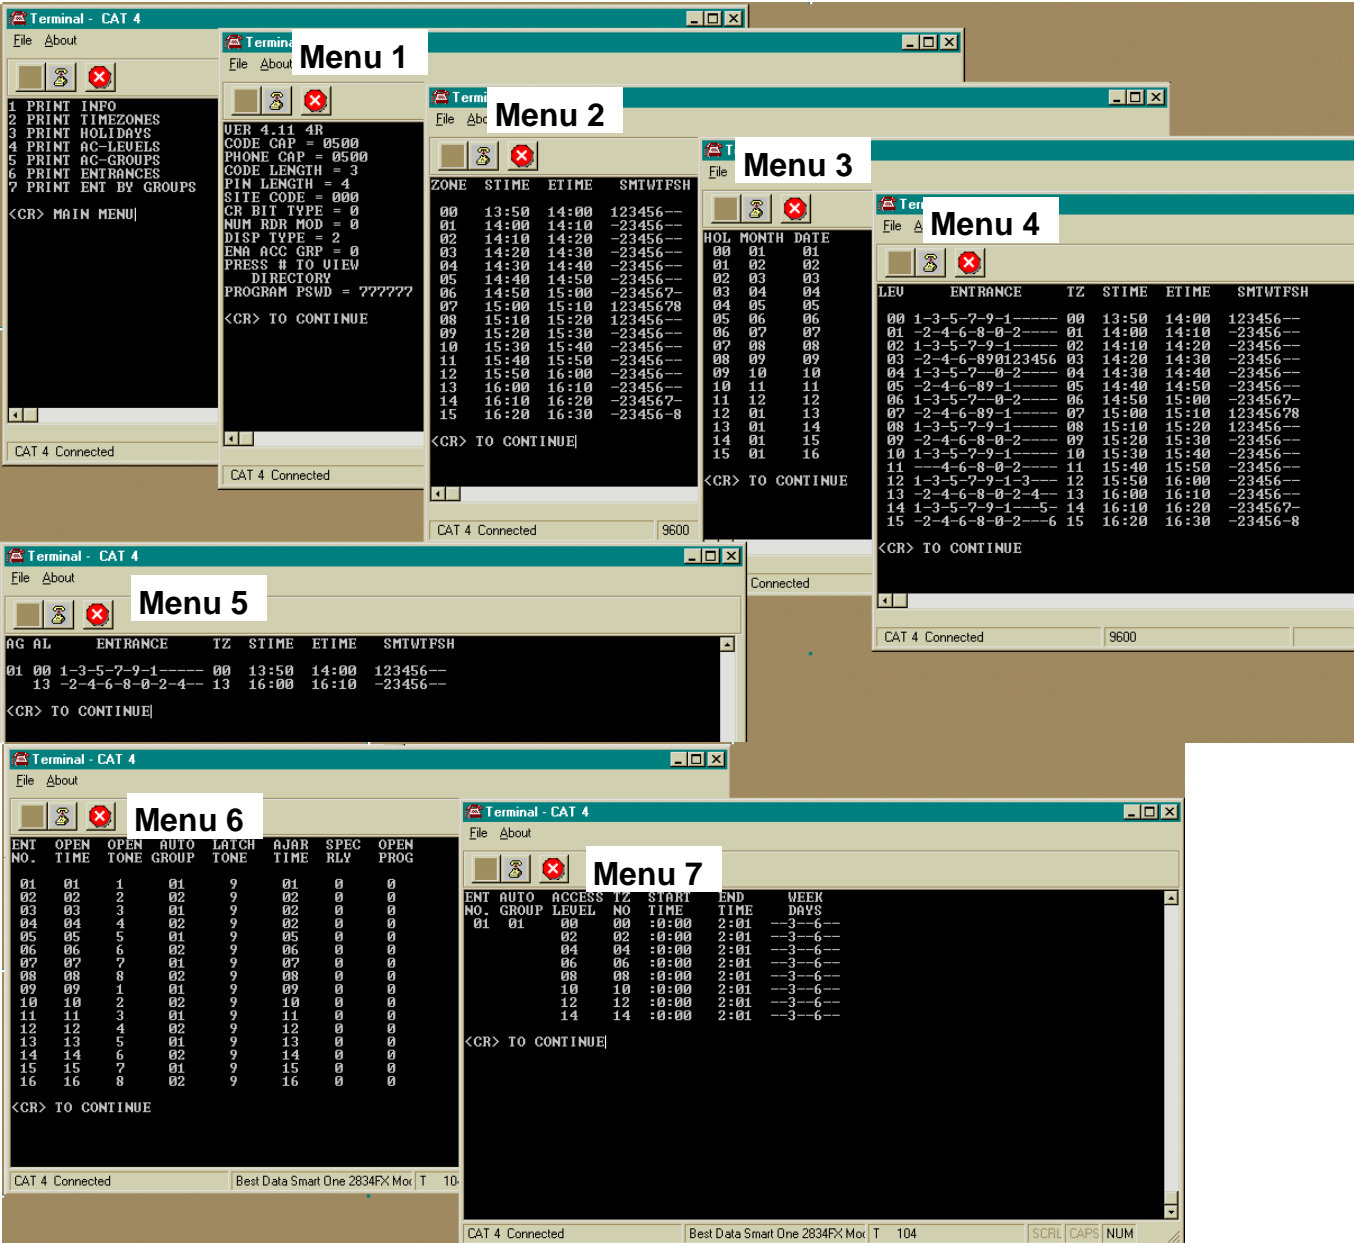 Terminal - CAT 4
File About
1 PRINT INFO
2 PRINT TIMEZONES
3 PRINT HOLIDAYS
4 PRINT AC-LEVELS
5 PRINT AC-GROUPS
6 PRINT ENTRANCES
7 PRINT ENT BY GROUPS
<CR> MAIN MENU
CAT 4 Connected
Menu 1
File About
VER 4.11 4R
CODE CAP = 0500
PHONE CAP = 0500
CODE LENGTH = 3
PIN LENGTH = 4
SITE CODE = 000
CR BIT TYPE = 0
NUM RDR MOD = 0
DISP TYPE = 2
ENA ACC GRP = 0
PRESS # TO VIEW
DIRECTORY
PROGRAM PSWD = 777777
<CR> TO CONTINUE
CAT 4 Connected
Menu 2
File
ZONE STIME ETIME SMTWTFSH
00 13:50 14:00 123456--
01 14:00 14:10 -23456--
02 14:10 14:20 -23456--
03 14:20 14:30 -23456--
04 14:30 14:40 -23456--
05 14:40 14:50 -23456--
06 14:50 15:00 -234567-
07 15:00 15:10 12345678
08 15:10 15:20 123456--
09 15:20 15:30 -23456--
10 15:30 15:40 -23456--
11 15:40 15:50 -23456--
12 15:50 16:00 -23456--
13 16:00 16:10 -23456--
14 16:10 16:20 -234567-
15 16:20 16:30 -23456-8
<CR> TO CONTINUE
CAT 4 Connected 9600
Menu 3
File
HOL MONTH DATE
00 01 01
01 02 02
02 03 03
03 04 04
04 05 05
05 06 06
06 07 07
07 08 08
08 09 09
09 10 10
10 11 11
11 12 12
12 01 13
13 01 14
14 01 15
15 01 16
<CR> TO CONTINUE
Connected
Menu 4
File
LEV ENTRANCE TZ STIME ETIME SMTWTFSH
00 1-3-5-7-9-1----- 00 13:50 14:00 123456--
01 -2-4-6-8-0-2---- 01 14:00 14:10 -23456--
02 1-3-5-7-9-1----- 02 14:10 14:20 -23456--
03 -2-4-6-890123456 03 14:20 14:30 -23456--
04 1-3-5-7--0-2---- 04 14:30 14:40 -23456--
05 -2-4-6-89-1----- 05 14:40 14:50 -23456--
06 1-3-5-7--0-2---- 06 14:50 15:00 -234567-
07 -2-4-6-89-1----- 07 15:00 15:10 12345678
08 1-3-5-7-9-1----- 08 15:10 15:20 123456--
09 -2-4-6-8-0-2---- 09 15:20 15:30 -23456--
10 1-3-5-7-9-1----- 10 15:30 15:40 -23456--
11 ---4-6-8-0-2---- 11 15:40 15:50 -23456--
12 1-3-5-7-9-1-3--- 12 15:50 16:00 -23456--
13 -2-4-6-8-0-2-4-- 13 16:00 16:10 -23456--
14 1-3-5-7-9-1---5- 14 16:10 16:20 -234567-
15 -2-4-6-8-0-2---6 15 16:20 16:30 -23456-8
<CR> TO CONTINUE
CAT 4 Connected 9600
Terminal - CAT 4
File About
Menu 5
AG AL ENTRANCE TZ STIME ETIME SMTWTFSH
01 00 1-3-5-7-9-1----- 00 13:50 14:00 123456--
13 -2-4-6-8-0-2-4-- 13 16:00 16:10 -23456--
<CR> TO CONTINUE
Terminal - CAT 4
File About
Menu 6
ENT OPEN OPEN AUTO LATCH AJAR SPEC OPEN
NO. TIME TONE GROUP TONE TIME RLY PROG
01 01 1 01 9 01 0 0
02 02 2 02 9 02 0 0
03 03 3 01 9 02 0 0
04 04 4 02 9 02 0 0
05 05 5 01 9 05 0 0
06 06 6 02 9 06 0 0
07 07 7 01 9 07 0 0
08 08 8 02 9 08 0 0
09 09 1 01 9 09 0 0
10 10 2 02 9 10 0 0
11 11 3 01 9 11 0 0
12 12 4 02 9 12 0 0
13 13 5 01 9 13 0 0
14 14 6 02 9 14 0 0
15 15 7 01 9 15 0 0
16 16 8 02 9 16 0 0
<CR> TO CONTINUE
CAT 4 Connected Best Data Smart One 2834FX Mo T 10
Terminal - CAT 4
File About
Menu 7
ENT AUTO ACCESS TZ START END WEEK
NO. GROUP LEVEL NO TIME TIME DAYS
01 01 00 00 :0:00 2:01 --3--6--
02 02 :0:00 2:01 --3--6--
04 04 :0:00 2:01 --3--6--
06 06 :0:00 2:01 --3--6--
08 08 :0:00 2:01 --3--6--
10 10 :0:00 2:01 --3--6--
12 12 :0:00 2:01 --3--6--
14 14 :0:00 2:01 --3--6--
<CR> TO CONTINUE
CAT 4 Connected Best Data Smart One 2834FX Mo T 104 SCRL CAPS NUM